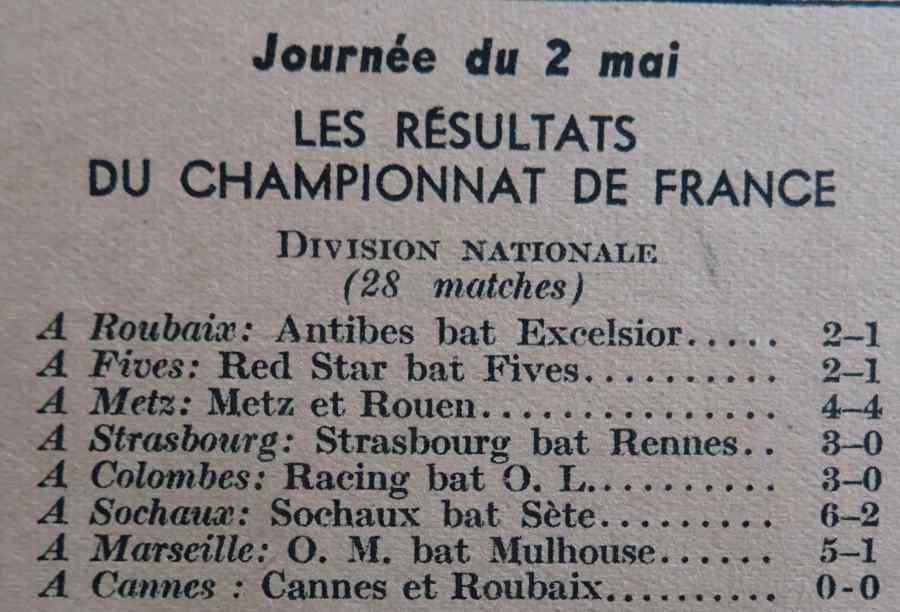 Journée du 2 mai
LES RÉSULTATS
DU CHAMPIONNAT DE FRANCE
DIVISION NATIONALE
(28 matches)
A Roubaix: Antibes bat Excelsior..... 2–1
A Fives: Red Star bat Fives.......... 2–1
A Metz: Metz et Rouen............... 4–4
A Strasbourg: Strasbourg bat Rennes.. 3–0
A Colombes: Racing bat O. L.......... 3–0
A Sochaux: Sochaux bat Sète......... 6–2
A Marseille: O. M. bat Mulhouse...... 5–1
A Cannes : Cannes et Roubaix.......... 0-0